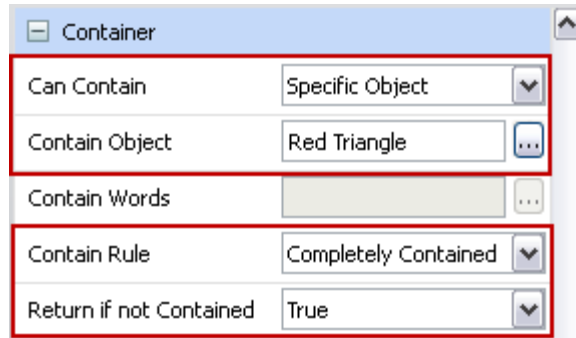 Container
Can Contain Specific Object
Contain Object Red Triangle ...
Contain Words ...
Contain Rule Completely Contained
Return if not Contained True